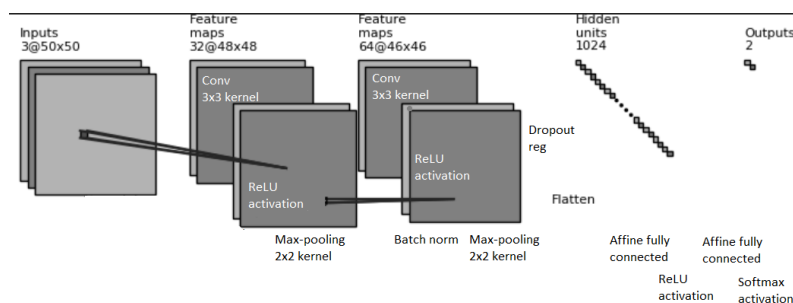 Inputs
3@50x50
Feature
maps
32@48x48
Feature
maps
64@46x46
Hidden
units
1024
Outputs
2
Conv
3x3 kernel
Conv
3x3 kernel
ReLU
activation
ReLU
activation
Dropout
reg
Flatten
Max-pooling
2x2 kernel
Batch norm
Max-pooling
2x2 kernel
Affine fully
connected
Affine fully
connected
ReLU
activation
Softmax
activation